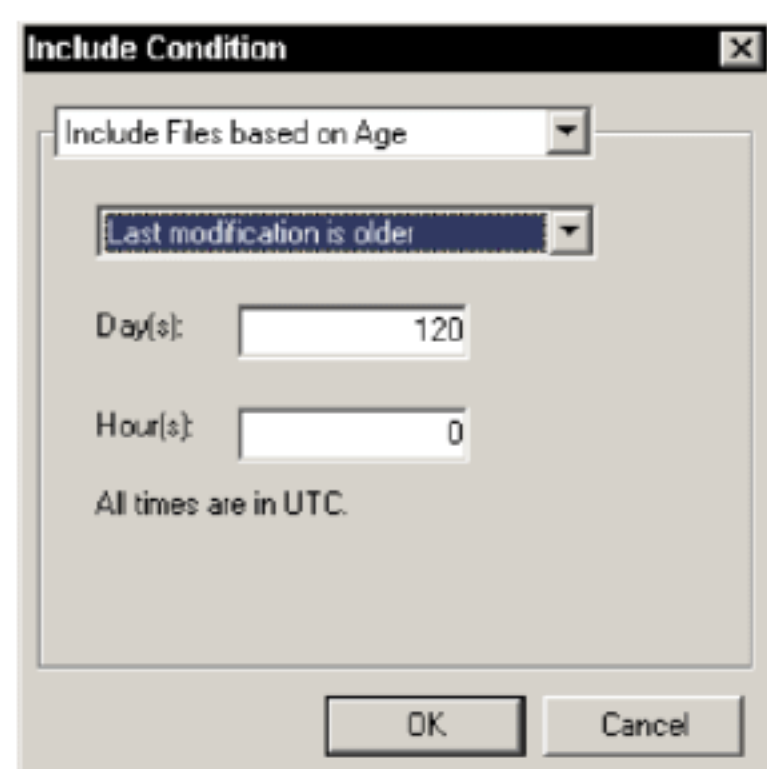 Include Condition
Include Files based on Age
Last modification is older
Day(s):
120
Hour(s):
0
All times are in UTC.
OK
Cancel